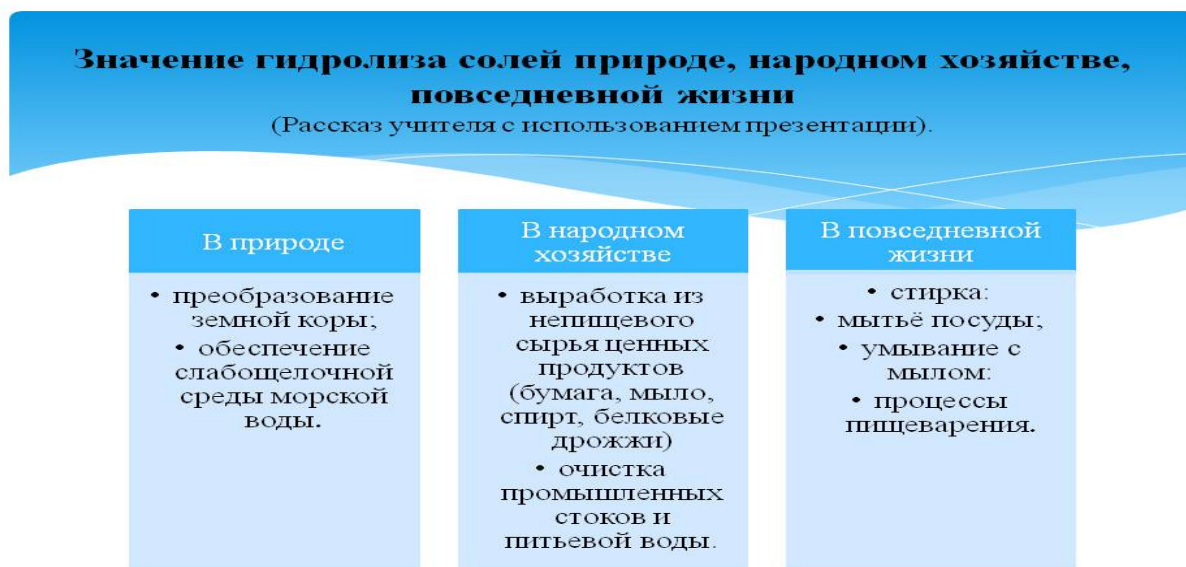 Значение гидролиза солей природе, народном хозяйстве,
повседневной жизни
(Рассказ учителя с использованием презентации).
В природе
• преобразование
земной коры;
• обеспечение
слабощелочной
среды морской
воды.
В народном
хозяйстве
• выработка из
непищевого
сырья ценных
продуктов
(бумага, мыло,
спирт, белковые
дрожжи)
• очистка
промышленных
стоков и
питьевой воды.
В повседневной
жизни
• стирка:
• мытьё посуды;
• умывание с
мылом:
• процессы
пищеварения.